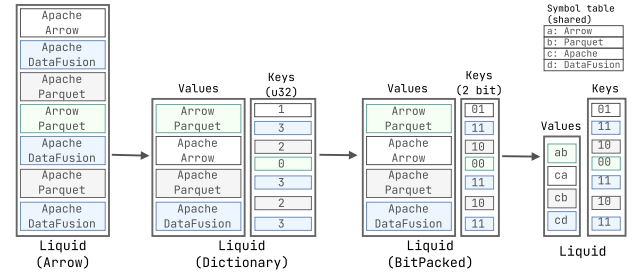 Apache
Arrow
Apache
DataFusion
Apache
Parquet
Arrow
Parquet
Apache
DataFusion
Apache
Parquet
Apache
DataFusion
Liquid
(Arrow)
Values
Arrow
Parquet
Apache
Arrow
Apache
Parquet
Apache
DataFusion
Keys
(u32)
1
3
2
0
3
2
3
Liquid
(Dictionary)
Values
Arrow
Parquet
Apache
Arrow
Apache
Parquet
Apache
DataFusion
Keys
(2 bit)
01
11
10
00
11
10
11
Liquid
(BitPacked)
Symbol table
(shared)
a: Arrow
b: Parquet
c: Apache
d: DataFusion
Values
ab
ca
cb
cd
Keys
01
11
10
00
11
10
11
Liquid